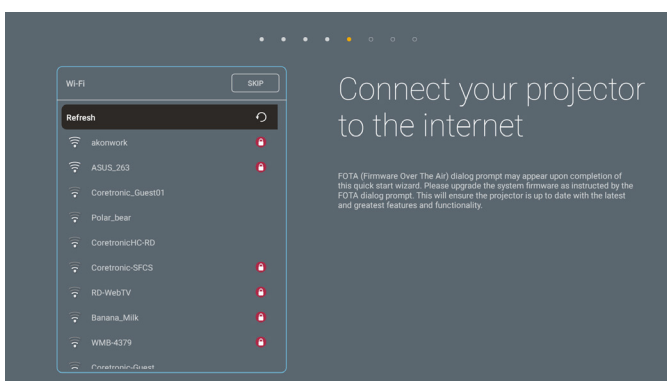 Wi-Fi
SKIP
Refresh
akonwork
ASUS_263
Coretronic_Guest01
Polar_bear
CoretronicHC-RD
Coretronic-SFCS
RD-WebTV
Banana_Milk
WMB-4379
Coretronic-Guest
Connect your projector
to the internet
FOTA (Firmware Over The Air) dialog prompt may appear upon completion of
this quick start wizard. Please upgrade the system firmware as instructed by the
FOTA dialog prompt. This will ensure the projector is up to date with the latest
and greatest features and functionality.